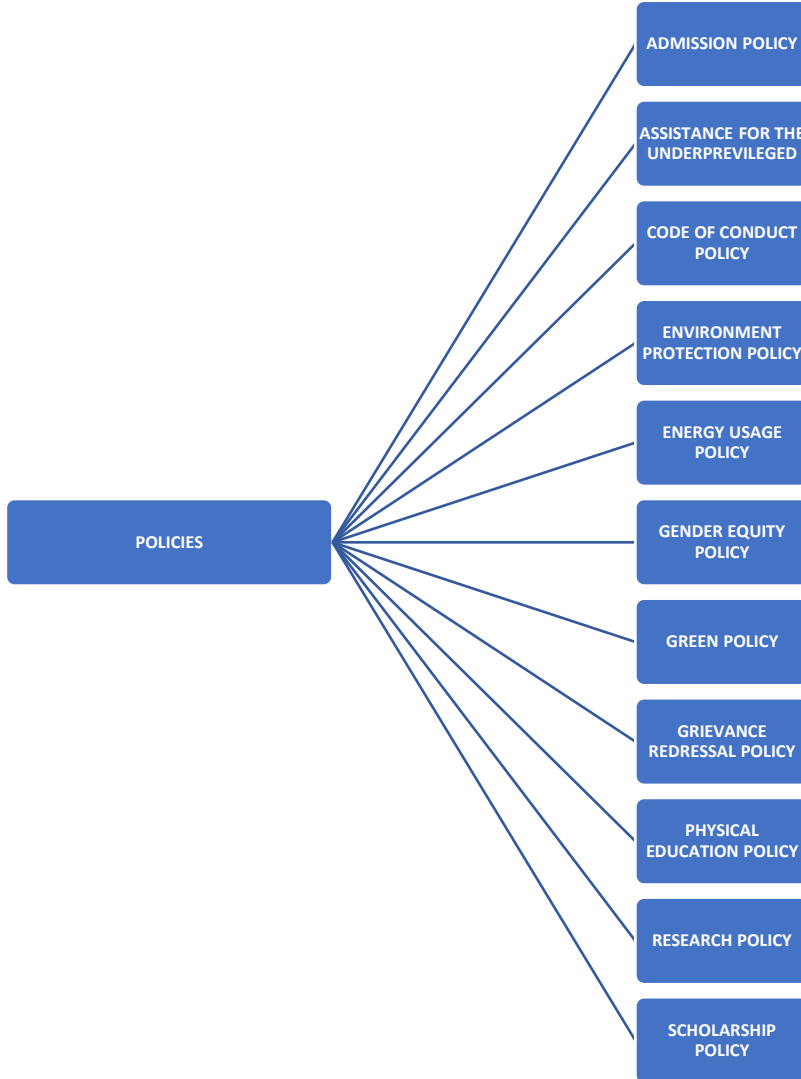 ADMISSION POLICY
ASSISTANCE FOR THE
UNDERPREVILEGED
CODE OF CONDUCT
POLICY
ENVIRONMENT
PROTECTION POLICY
ENERGY USAGE
POLICY
POLICIES
GENDER EQUITY
POLICY
GREEN POLICY
GRIEVANCE
REDRESSAL POLICY
PHYSICAL
EDUCATION POLICY
RESEARCH POLICY
SCHOLARSHIP
POLICY